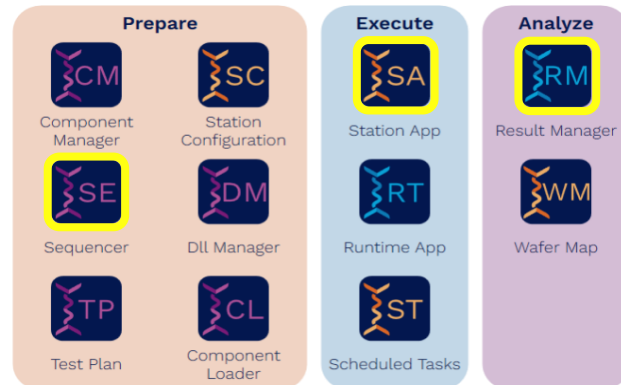 Prepare
CM
Component
Manager
SC
Station
Configuration
SE
Sequencer
DM
Dll Manager
TP
Test Plan
CL
Component
Loader
Execute
SA
Station App
RT
Runtime App
ST
Scheduled Tasks
Analyze
RM
Result Manager
WM
Wafer Map